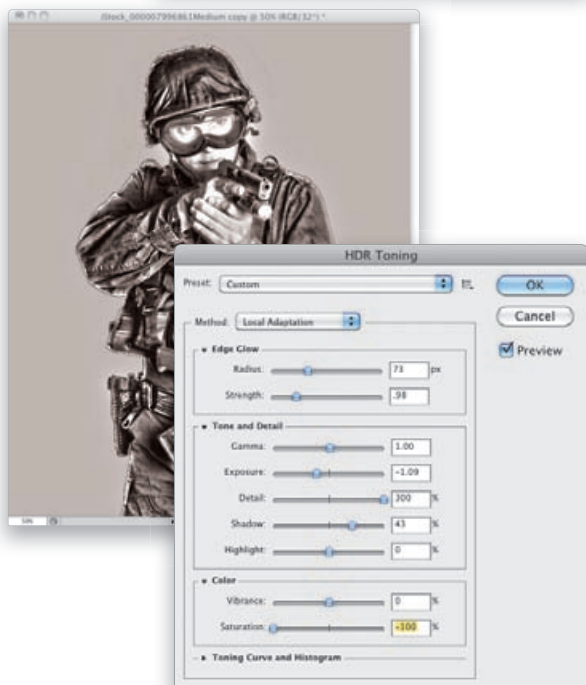 iStock_000007996861Medium copy @ 50% (RGB/32*) *
50%
HDR Toning
Preset: Custom
OK
Cancel
Preview
Method: Local Adaptation
Edge Glow
Radius: 73 px
Strength: .98
Tone and Detail
Gamma: 1.00
Exposure: -1.09
Detail: 300 %
Shadow: 43 %
Highlight: 0 %
Color
Vibrance: 0 %
Saturation: -100 %
Toning Curve and Histogram